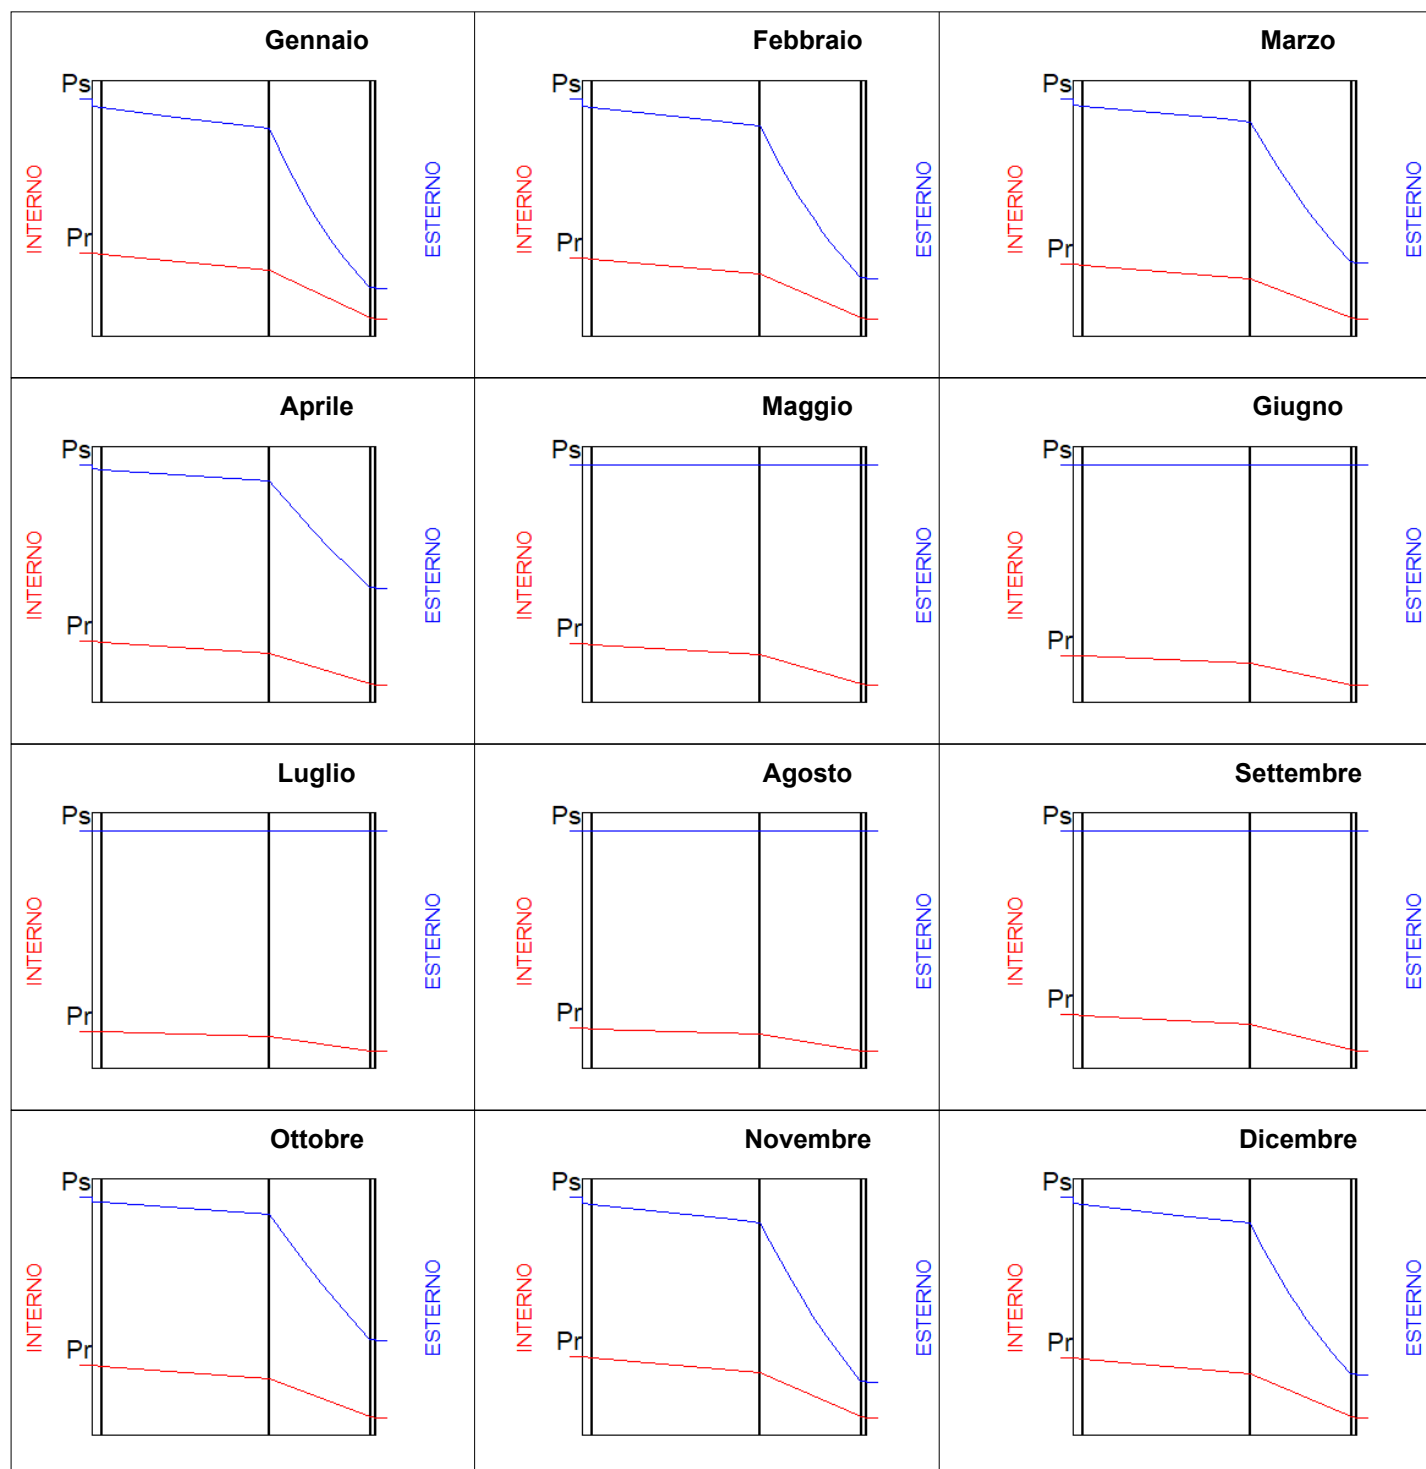 Gennaio
Febbraio
Marzo
Ps
Pr
INTERNO
ESTERNO
Ps
Pr
INTERNO
ESTERNO
Ps
Pr
INTERNO
ESTERNO
Aprile
Maggio
Giugno
Ps
Pr
INTERNO
ESTERNO
Ps
Pr
INTERNO
ESTERNO
Ps
Pr
INTERNO
ESTERNO
Luglio
Agosto
Settembre
Ps
Pr
INTERNO
ESTERNO
Ps
Pr
INTERNO
ESTERNO
Ps
Pr
INTERNO
ESTERNO
Ottobre
Novembre
Dicembre
Ps
Pr
INTERNO
ESTERNO
Ps
Pr
INTERNO
ESTERNO
Ps
Pr
INTERNO
ESTERNO